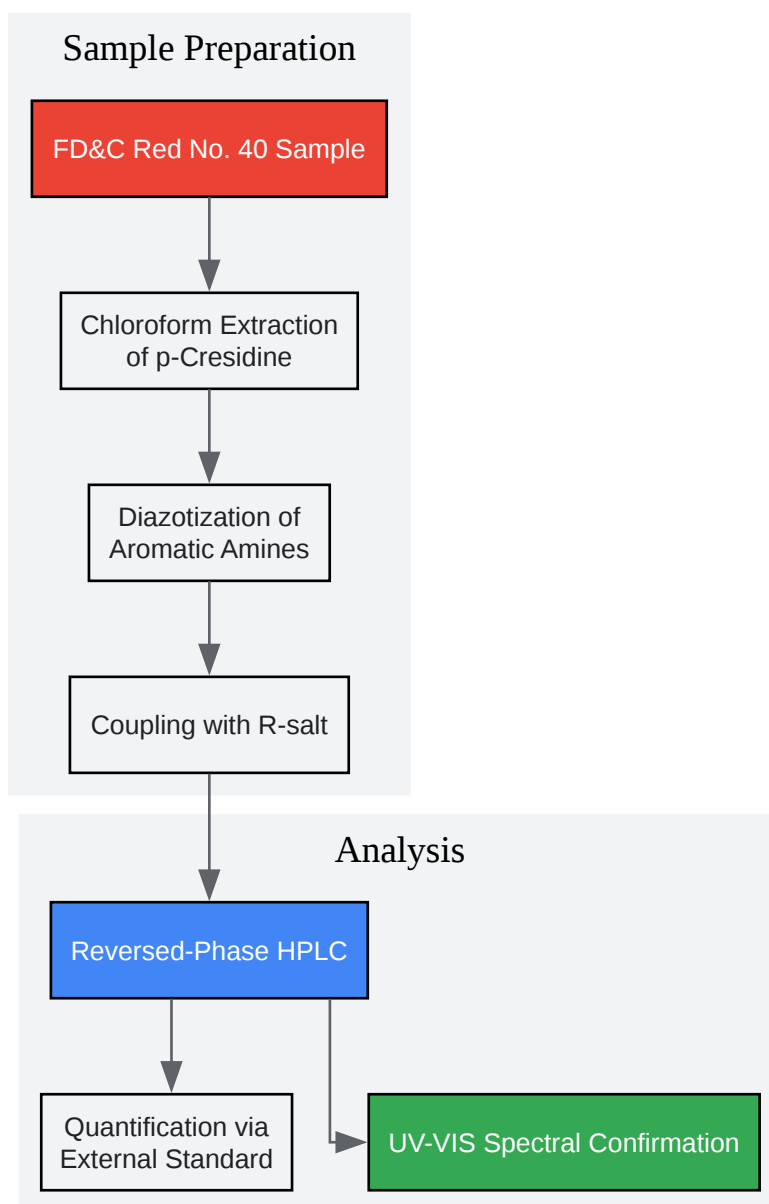 Sample Preparation
FD&C Red No. 40 Sample
Chloroform Extraction
of p-Cresidine
Diazotization of
Aromatic Amines
Coupling with R-salt
Analysis
Reversed-Phase HPLC
Quantification via
External Standard
UV-VIS Spectral Confirmation